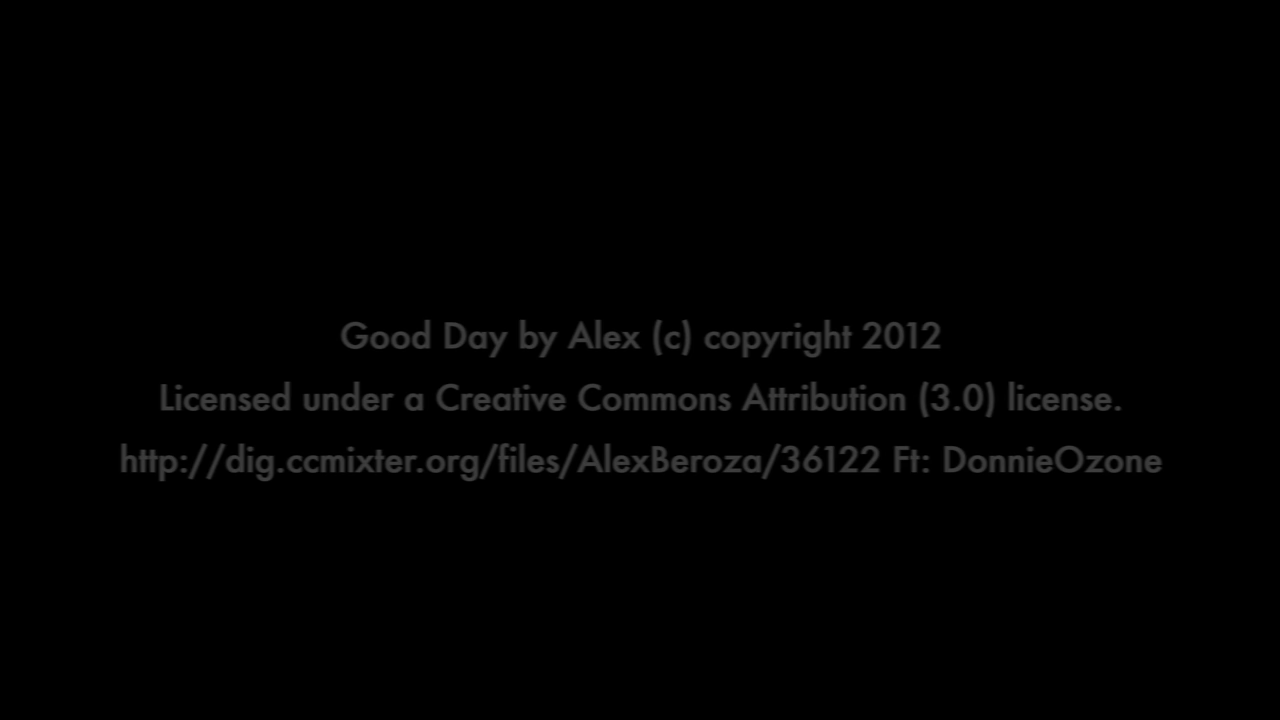 Good Day by Alex (c) copyright 2012
Licensed under a Creative Commons Attribution (3.0) license.
http://dig.ccmixter.org/files/AlexBeroza/36122 Ft: DonnieOzone